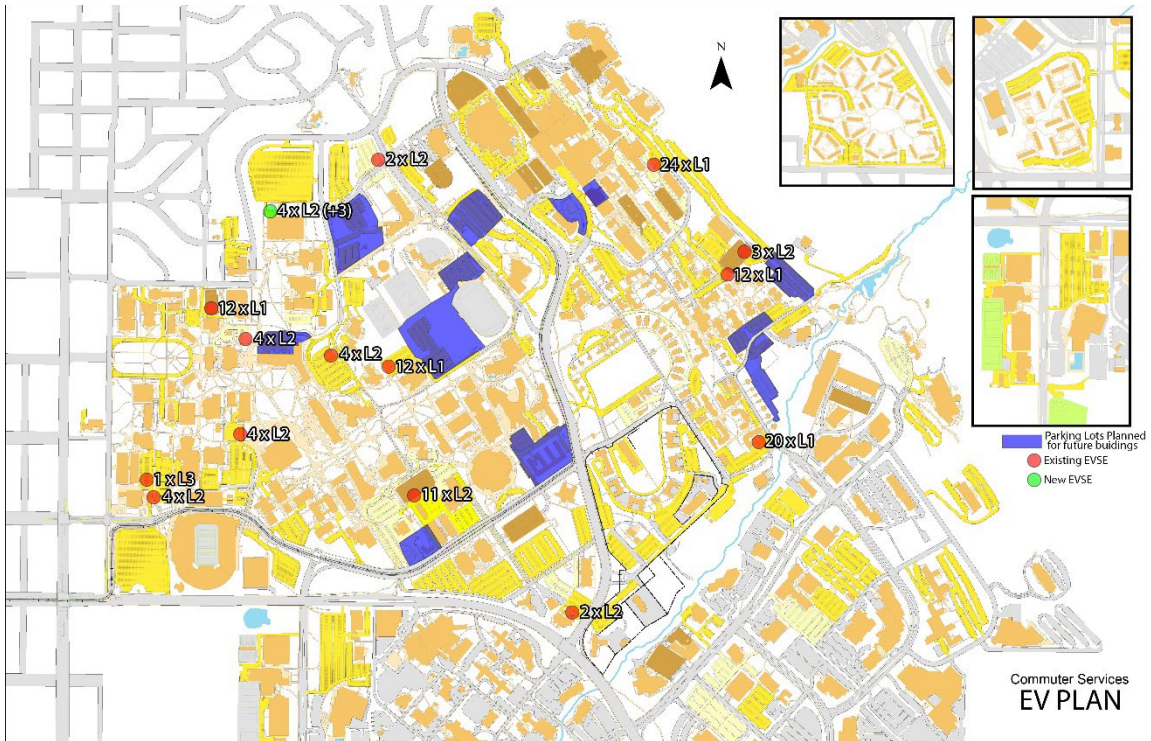 N
2 x L2
24 x L1
4 x L2 (+3)
3 x L2
12 x L1
12 x L1
4 x L2
4 x L2
12 x L1
4 x L2
20 x L1
1 x L3
4 x L2
11 x L2
2 x L2
Parking Lots Planned
for future buidings
Existing EVSE
New EVSE
Commuter Services
EV PLAN